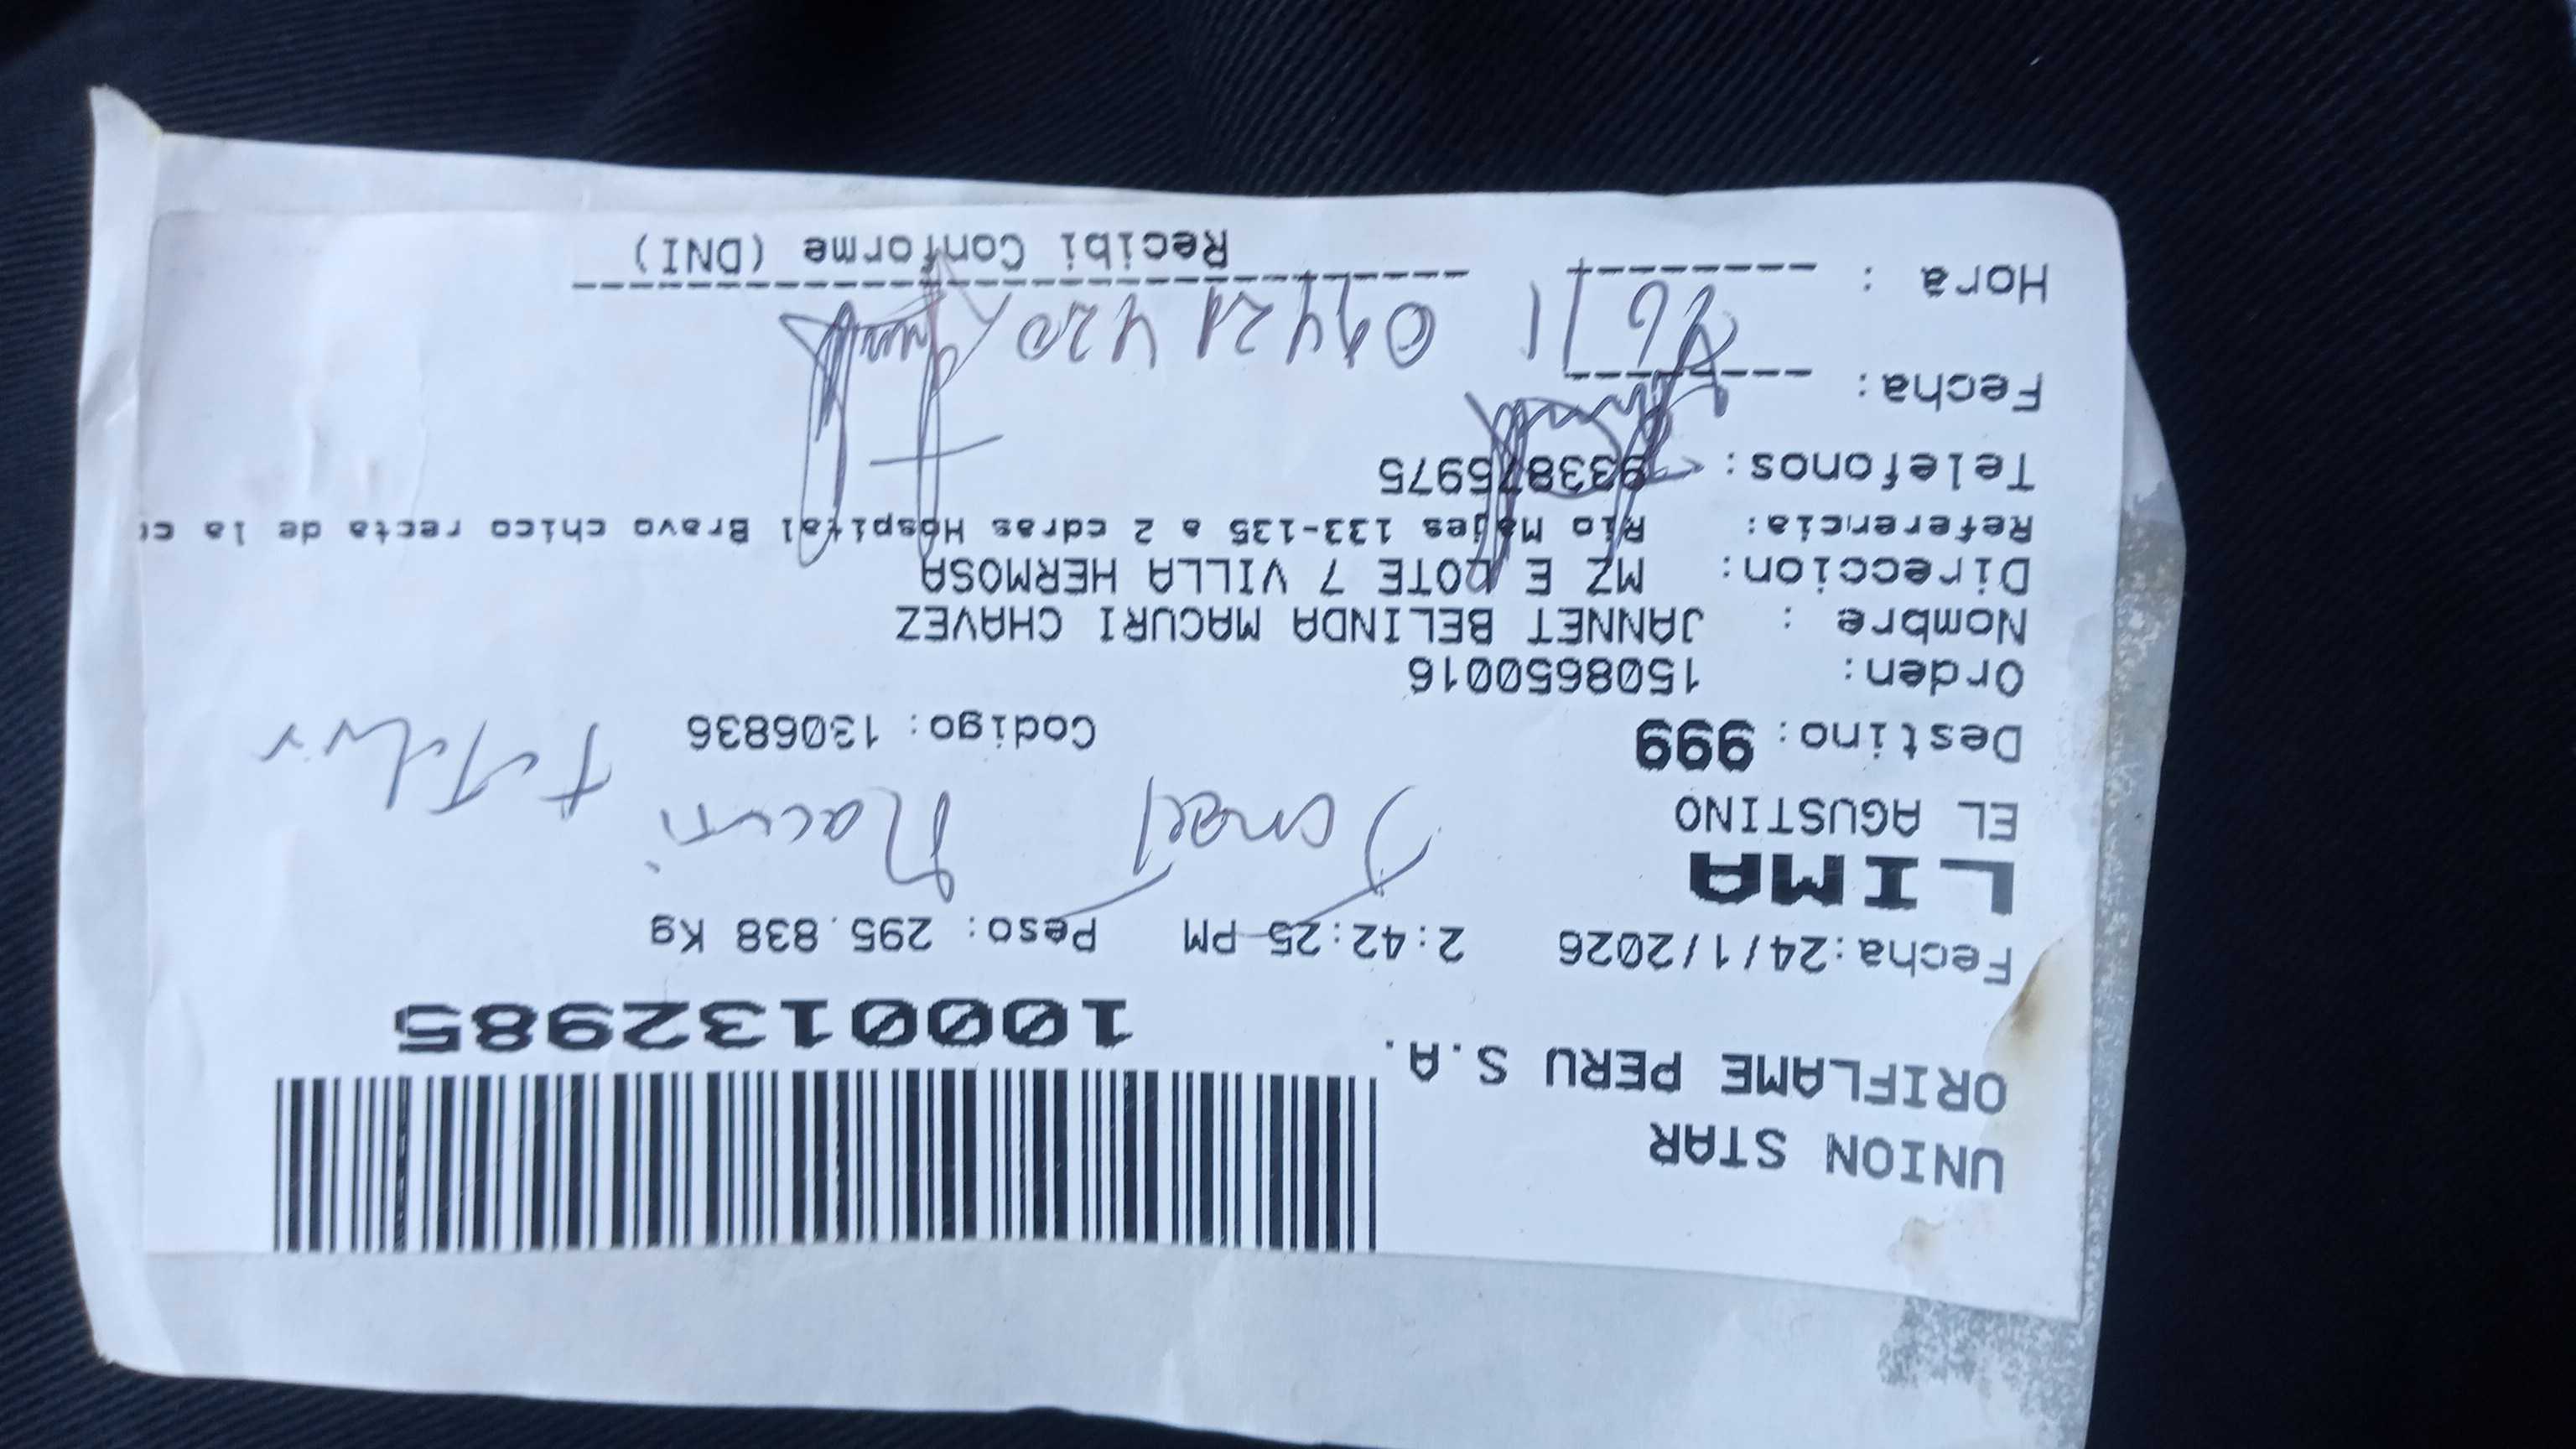 UNION STAR
ORIFLAME PERU S.A.
1000132985
Fecha:24/1/2026 2:42:25 PM Peso: 295.838 Kg
LIMA
EL AGUSTINO
Macuri
Destino: 999 Codigo: 1306836
Orden: 1508650016
Nombre : JANNET BELINDA MACURI CHAVEZ
Direccion: MZ E LOTE 7 VILLA HERMOSA
Referencia: Rio Majes 133-135 a 2 cdras Hospital Bravo chico recta de la
Telefonos: 933875975
Fecha:
26/1
Hora :
Recibi Conforme (DNI)